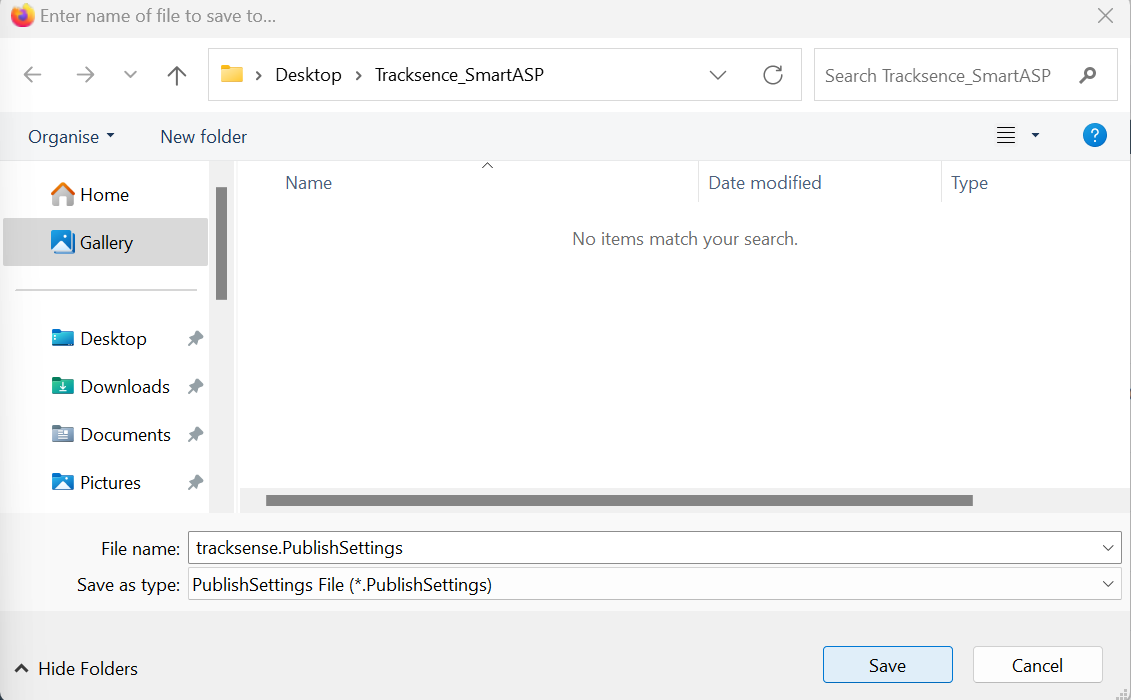 Enter name of file to save to...
Desktop > Tracksence_SmartASP
Search Tracksence_SmartASP
Organise
New folder
?
Name
Date modified
Type
Home
No items match your search.
Gallery
Desktop
Downloads
Documents
Pictures
File name: tracksense.PublishSettings
Save as type: PublishSettings File (*.PublishSettings)
Hide Folders
Save
Cancel